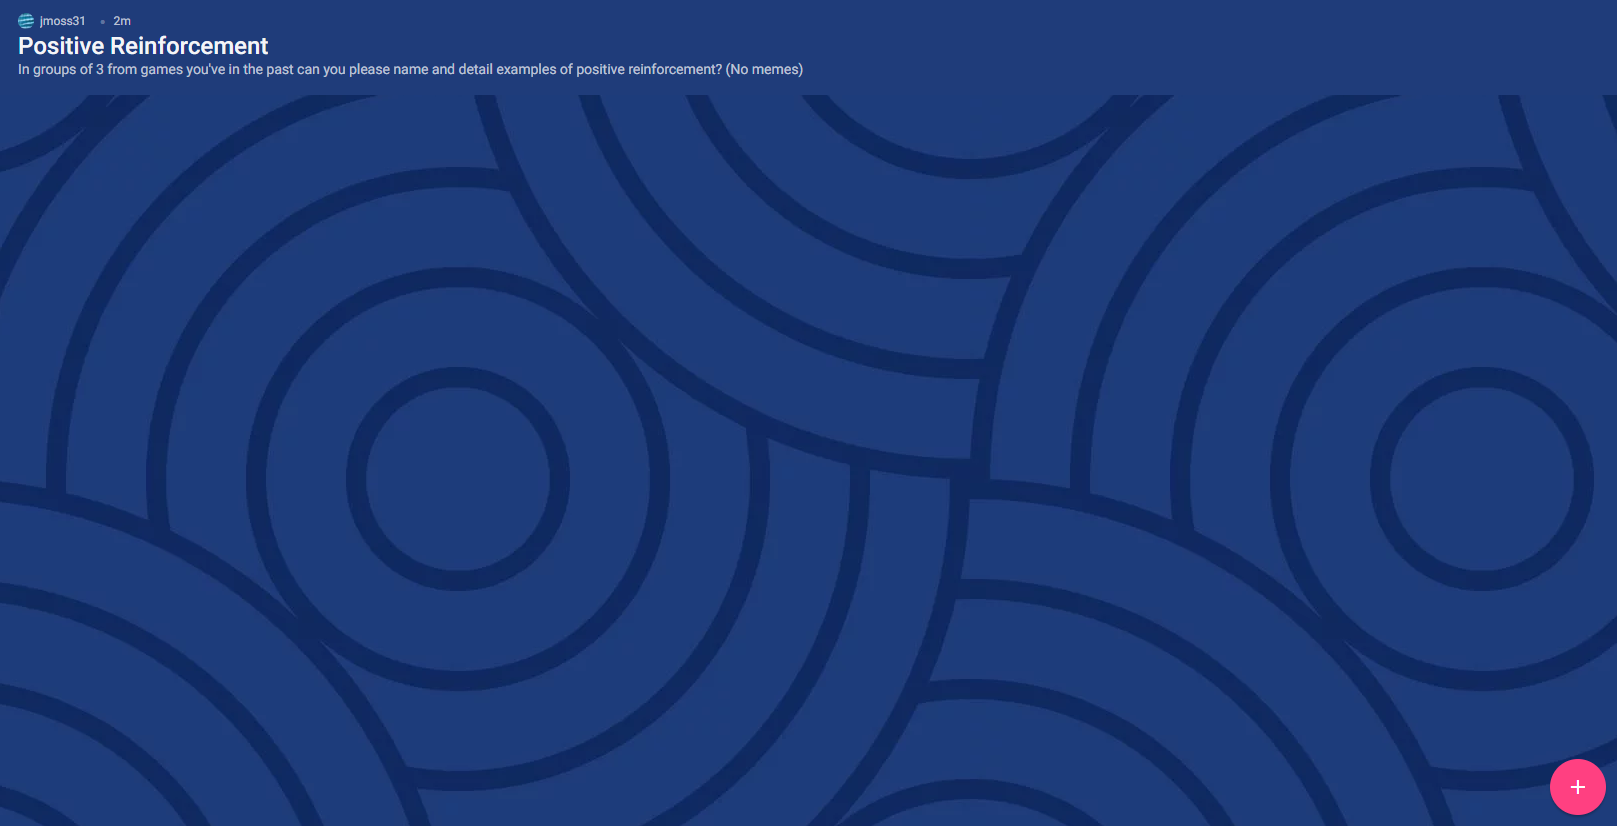 jmoss31 • 2m
Positive Reinforcement
In groups of 3 from games you've in the past can you please name and detail examples of positive reinforcement? (No memes)